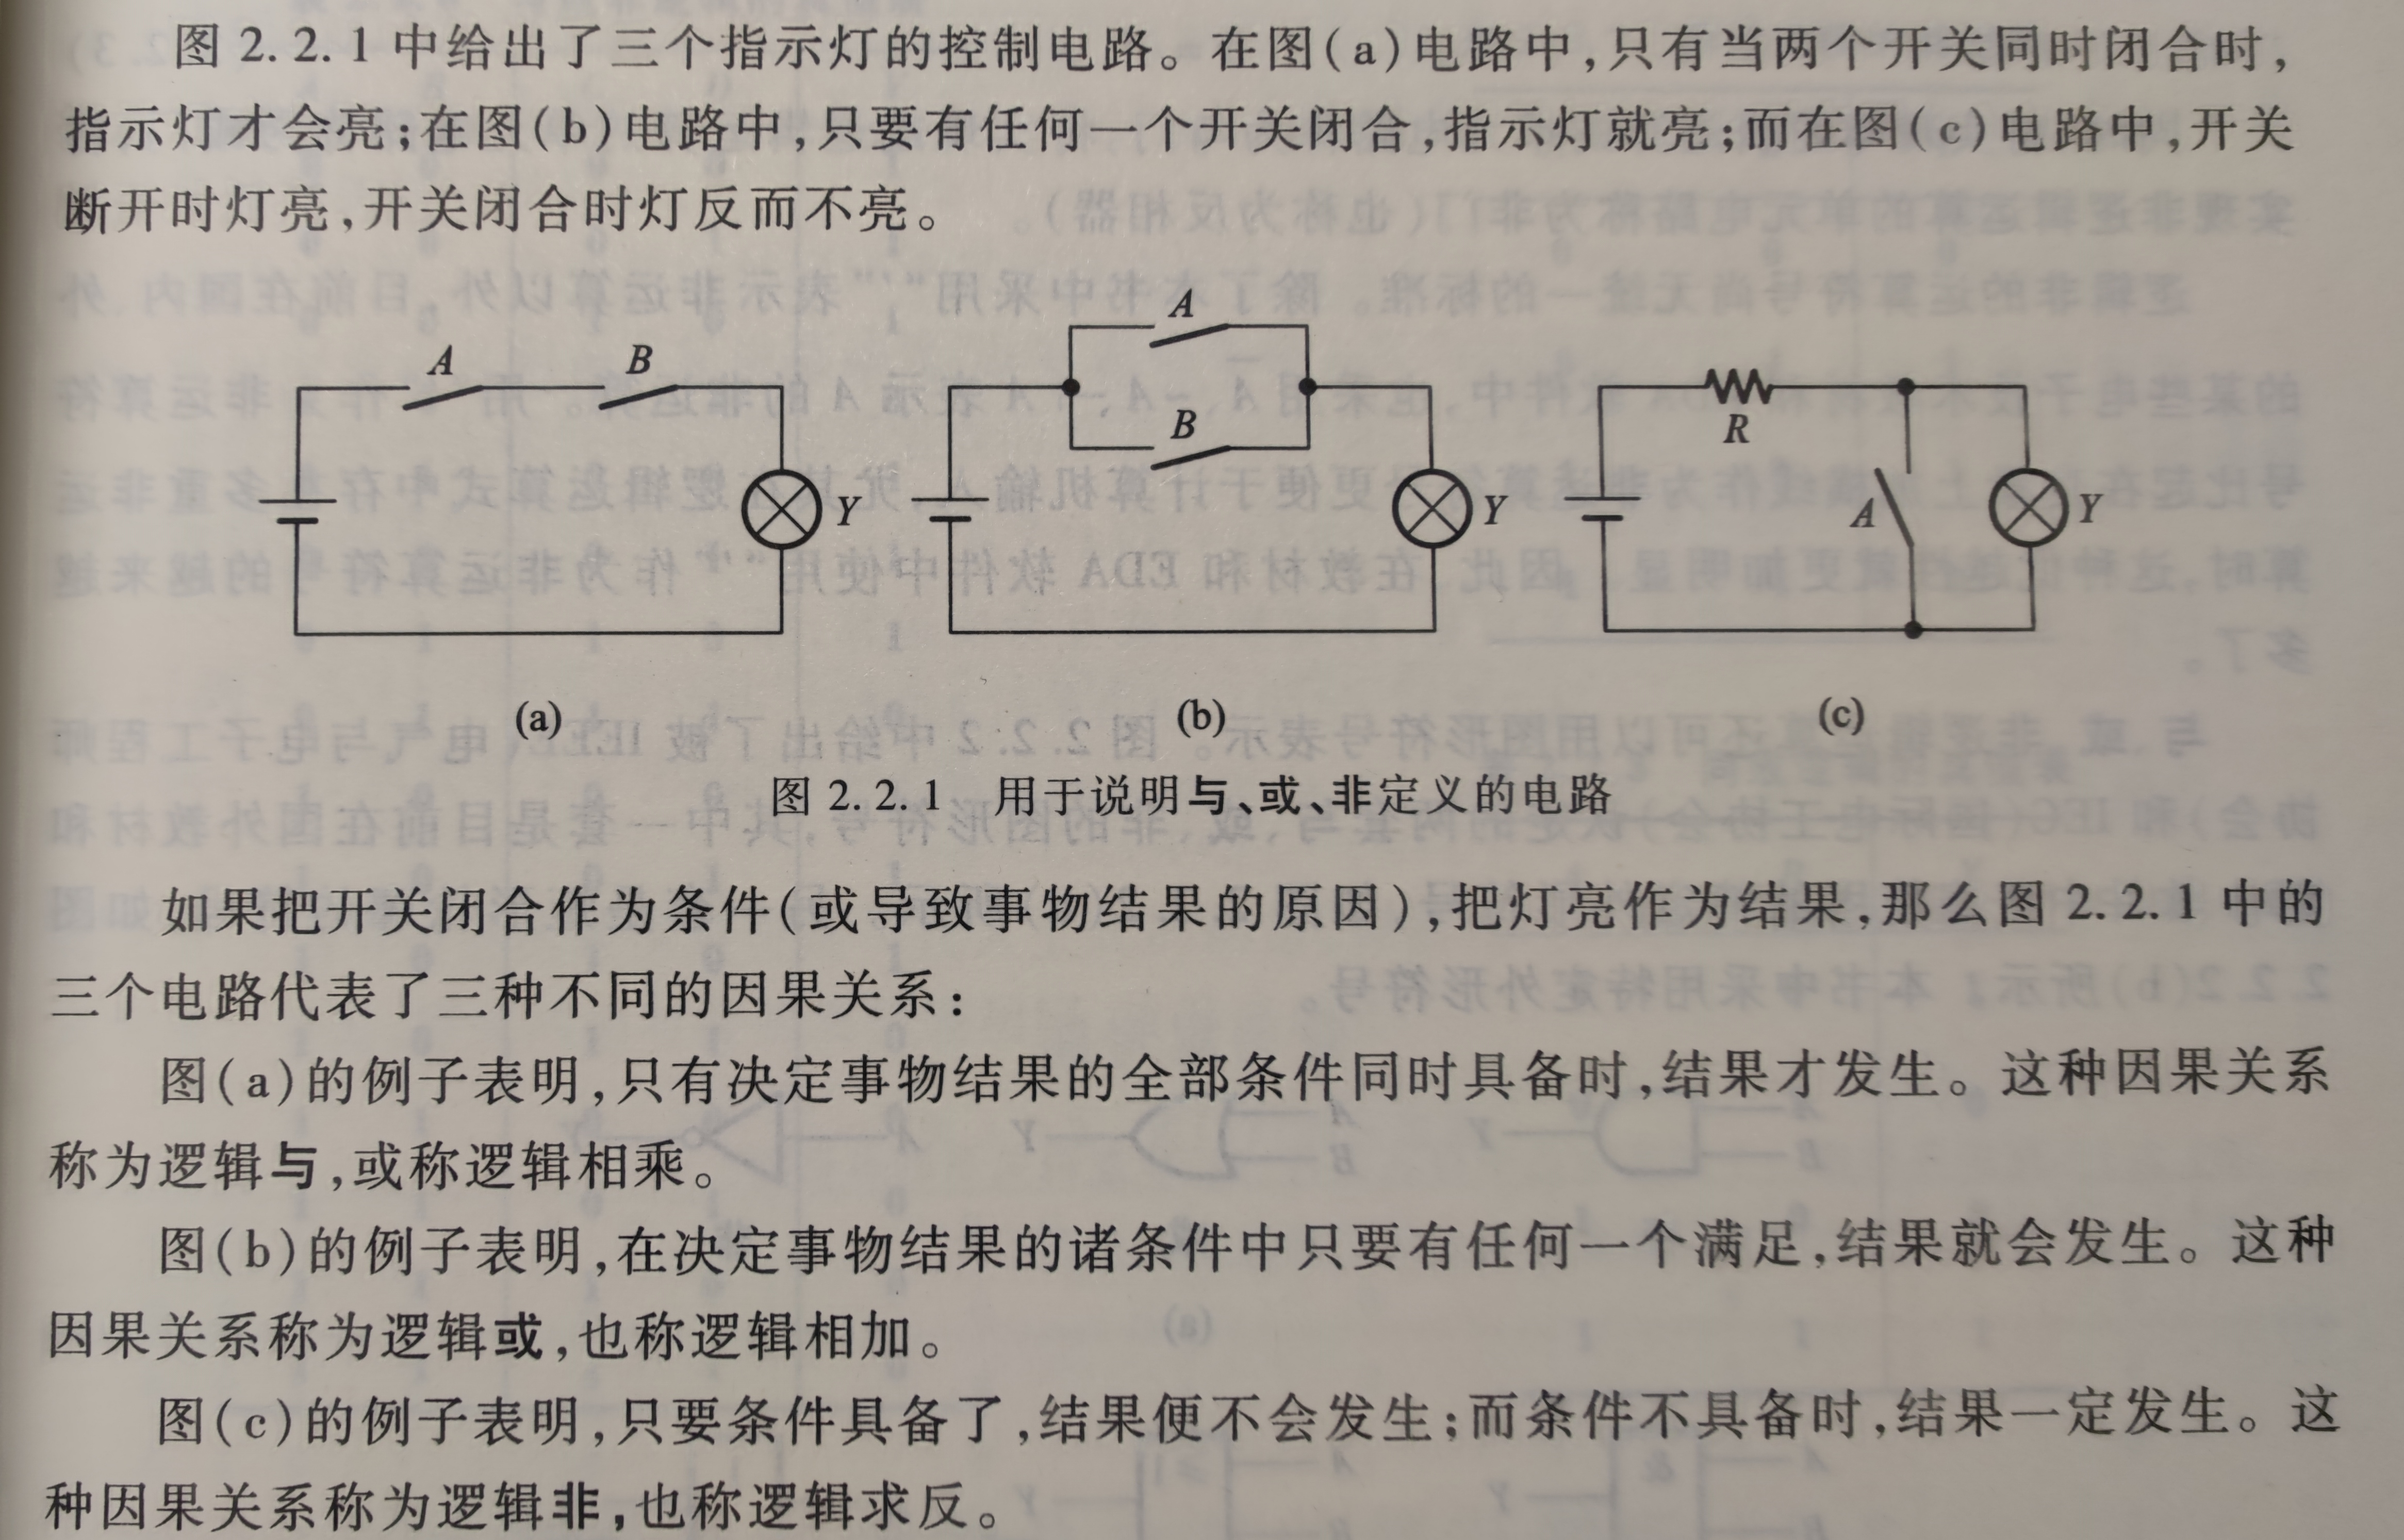 图 2.2.1 中给出了三个指示灯的控制电路。在图(a)电路中,只有当两个开关同时闭合时,
指示灯才会亮;在图(b)电路中,只要有任何一个开关闭合,指示灯就亮;而在图(c)电路中,开关
断开时灯亮,开关闭合时灯反而不亮。
A B Y
A B Y
R A Y
(a) (b) (c)
图 2.2.1 用于说明与、或、非定义的电路
如果把开关闭合作为条件(或导致事物结果的原因),把灯亮作为结果,那么图 2.2.1 中的
三个电路代表了三种不同的因果关系:
图(a)的例子表明,只有决定事物结果的全部条件同时具备时,结果才发生。这种因果关系
称为逻辑与,或称逻辑相乘。
图(b)的例子表明,在决定事物结果的诸条件中只要有任何一个满足,结果就会发生。这种
因果关系称为逻辑或,也称逻辑相加。
图(c)的例子表明,只要条件具备了,结果便不会发生;而条件不具备时,结果一定发生。这
种因果关系称为逻辑非,也称逻辑求反。